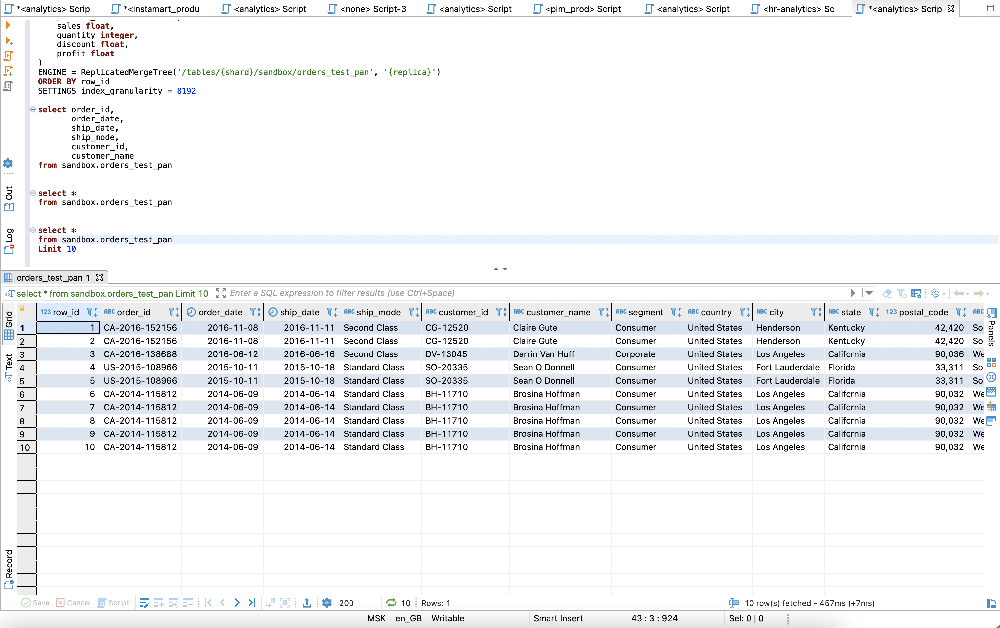 *<analytics> Scrip *<instamart_produ <analytics> Script <none> Script-3 <analytics> Script <pim_prod> Script <analytics> Script <hr-analytics> Sc *<analytics> Scrip
sales float,
quantity integer,
discount float,
profit float
)
ENGINE = ReplicatedMergeTree('/tables/{shard}/sandbox/orders_test_pan', '{replica}')
ORDER BY row_id
SETTINGS index_granularity = 8192
select order_id,
order_date,
ship_date,
ship_mode,
customer_id,
customer_name
from sandbox.orders_test_pan
Out
select *
from sandbox.orders_test_pan
Log
select *
from sandbox.orders_test_pan
Limit 10
orders_test_pan 1
select * from sandbox.orders_test_pan Limit 10 Enter a SQL expression to filter results (use Ctrl+Space)
Grid
Text
Record
Panels
123 row_id ABC order_id order_date ship_date ABC ship_mode ABC customer_id ABC customer_name ABC segment ABC country ABC city ABC state 123 postal_code ABC
1 1 CA-2016-152156 2016-11-08 2016-11-11 Second Class CG-12520 Claire Gute Consumer United States Henderson Kentucky 42,420 Sou
2 2 CA-2016-152156 2016-11-08 2016-11-11 Second Class CG-12520 Claire Gute Consumer United States Henderson Kentucky 42,420 Sou
3 3 CA-2016-138688 2016-06-12 2016-06-16 Second Class DV-13045 Darrin Van Huff Corporate United States Los Angeles California 90,036 We
4 4 US-2015-108966 2015-10-11 2015-10-18 Standard Class SO-20335 Sean O Donnell Consumer United States Fort Lauderdale Florida 33,311 Sou
5 5 US-2015-108966 2015-10-11 2015-10-18 Standard Class SO-20335 Sean O Donnell Consumer United States Fort Lauderdale Florida 33,311 Sou
6 6 CA-2014-115812 2014-06-09 2014-06-14 Standard Class BH-11710 Brosina Hoffman Consumer United States Los Angeles California 90,032 We
7 7 CA-2014-115812 2014-06-09 2014-06-14 Standard Class BH-11710 Brosina Hoffman Consumer United States Los Angeles California 90,032 We
8 8 CA-2014-115812 2014-06-09 2014-06-14 Standard Class BH-11710 Brosina Hoffman Consumer United States Los Angeles California 90,032 We
9 9 CA-2014-115812 2014-06-09 2014-06-14 Standard Class BH-11710 Brosina Hoffman Consumer United States Los Angeles California 90,032 We
10 10 CA-2014-115812 2014-06-09 2014-06-14 Standard Class BH-11710 Brosina Hoffman Consumer United States Los Angeles California 90,032 We
Save Cancel Script 200 10 Rows: 1 10 row(s) fetched - 457ms (+7ms)
MSK en_GB Writable Smart Insert 43 : 3 : 924 Sel: 0 | 0